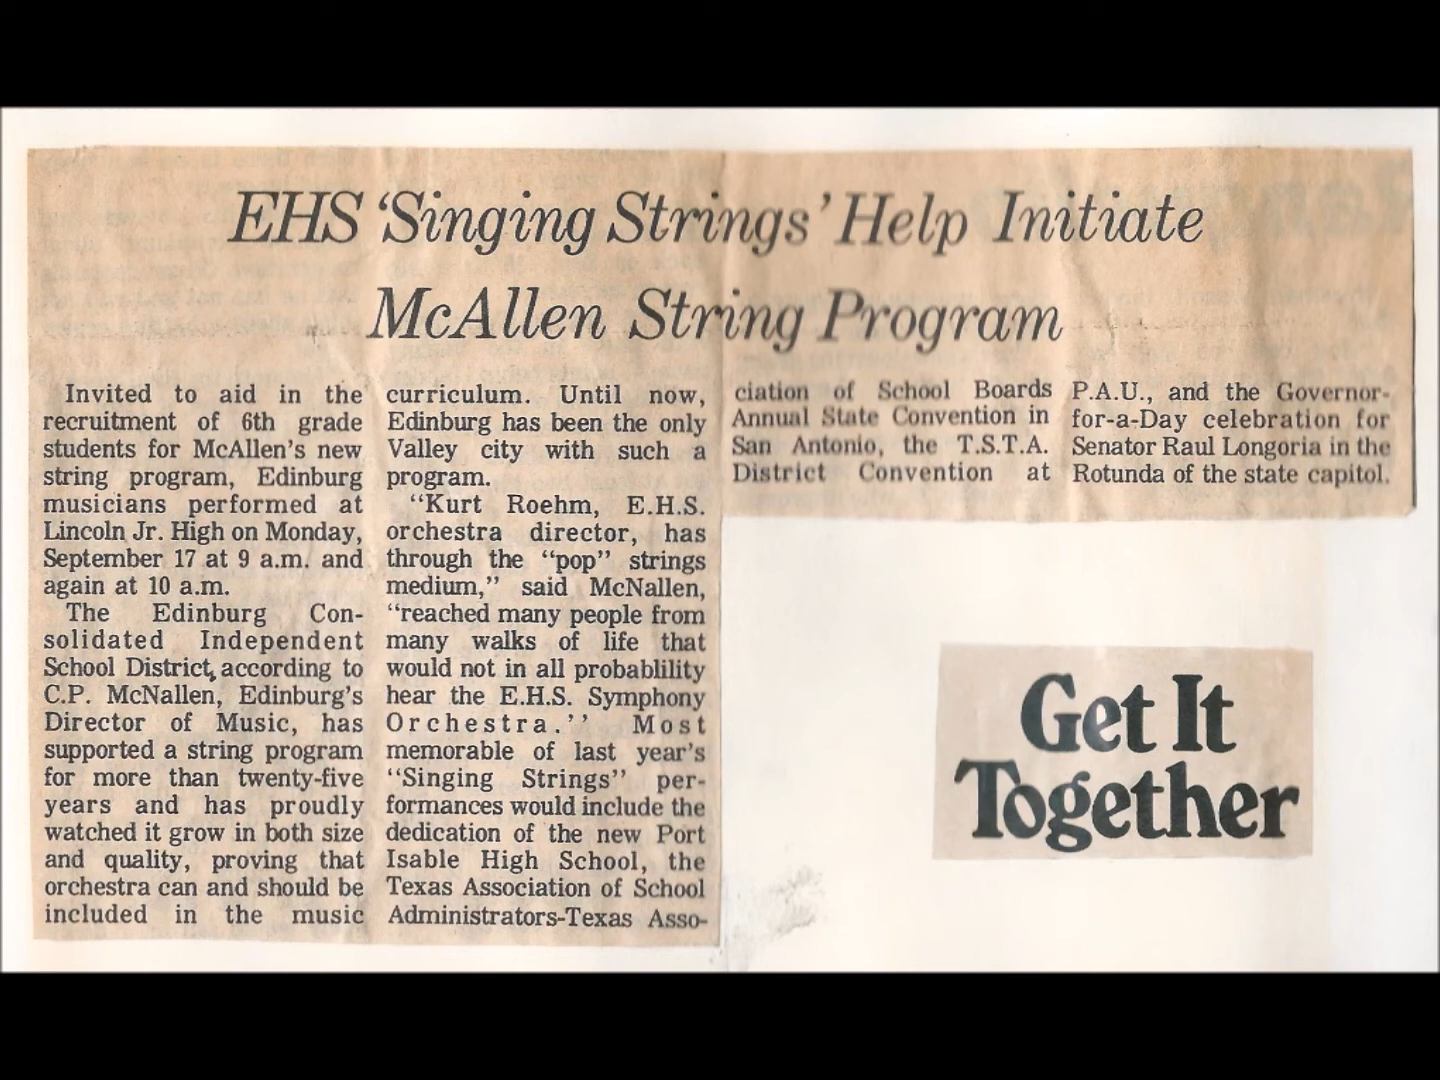 EHS ‘Singing Strings’ Help Initiate
McAllen String Program
Invited to aid in the
recruitment of 6th grade
students for McAllen’s new
string program, Edinburg
musicians performed at
Lincoln Jr. High on Monday,
September 17 at 9 a.m. and
again at 10 a.m.
The Edinburg Con-
solidated Independent
School District, according to
C.P. McNallen, Edinburg’s
Director of Music, has
supported a string program
for more than twenty-five
years and has proudly
watched it grow in both size
and quality, proving that
orchestra can and should be
included in the music
curriculum. Until now,
Edinburg has been the only
Valley city with such a
program.
“Kurt Roehm, E.H.S.
orchestra director, has
through the “pop” strings
medium,” said McNallen,
“reached many people from
many walks of life that
would not in all probablility
hear the E.H.S. Symphony
Orchestra.’’ Most
memorable of last year’s
“Singing Strings” per-
formances would include the
dedication of the new Port
Isable High School, the
Texas Association of School
Administrators-Texas Asso-
ciation of School Boards
Annual State Convention in
San Antonio, the T.S.T.A.
District Convention at
P.A.U., and the Governor-
for-a-Day celebration for
Senator Raul Longoria in the
Rotunda of the state capitol.
Get It
Together